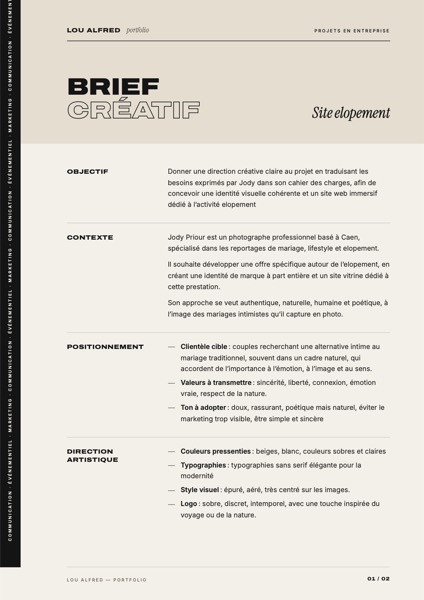 LOU ALFRED portfolio
PROJETS EN ENTREPRISE
BRIEF
CRÉATIF
Site elopement
OBJECTIF
Donner une direction créative claire au projet en traduisant les
besoins exprimés par Jody dans son cahier des charges, afin de
concevoir une identité visuelle cohérente et un site web immersif
dédié à l'activité elopement
CONTEXTE
Jody Priour est un photographe professionnel basé à Caen,
spécialisé dans les reportages de mariage, lifestyle et elopement.
Il souhaite développer une offre spécifique autour de l'elopement, en
créant une identité de marque à part entière et un site vitrine dédié à
cette prestation.
Son approche se veut authentique, naturelle, humaine et poétique, à
l'image des mariages intimistes qu'il capture en photo.
POSITIONNEMENT
— Clientèle cible : couples recherchant une alternative intime au
mariage traditionnel, souvent dans un cadre naturel, qui
accordent de l'importance à l'émotion, à l'image et au sens.
— Valeurs à transmettre : sincérité, liberté, connexion, émotion
vraie, respect de la nature.
— Ton à adopter : doux, rassurant, poétique mais naturel, éviter le
marketing trop visible, être simple et sincère
DIRECTION
ARTISTIQUE
— Couleurs pressenties : beiges, blanc, couleurs sobres et claires
— Typographies : typographies sans serif élégante pour la
modernité
— Style visuel : épuré, aéré, très centré sur les images.
— Logo : sobre, discret, intemporel, avec une touche inspirée du
voyage ou de la nature.
LOU ALFRED — PORTFOLIO
01 / 02
COMMUNICATION · ÉVÉNEMENTIEL · MARKETING · COMMUNICATION · ÉVÉNEMENTIEL · MARKETING · COMMUNICATION · ÉVÉNEMENTIEL · MARKETING · COMMUNICATION · ÉVÉNEMENT